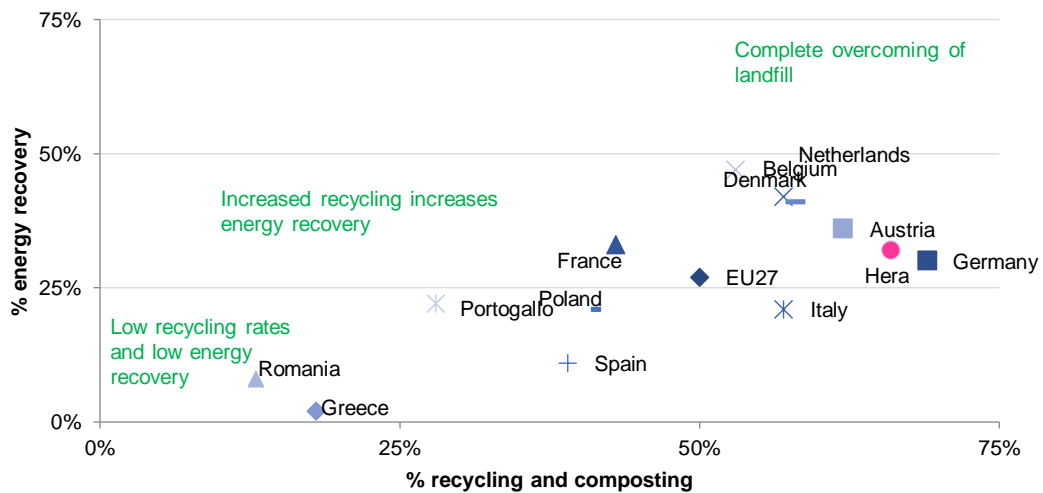 75%
Complete overcoming of
landfill
50%
Netherlands
Belgium
Denmark
Increased recycling increases
energy recovery
Austria
France
Hera
Germany
EU27
25%
Portogallo
Poland
Italy
Low recycling rates
and low energy
recovery
Romania
Spain
Greece
0%
0%
25%
50%
75%
% energy recovery
% recycling and composting